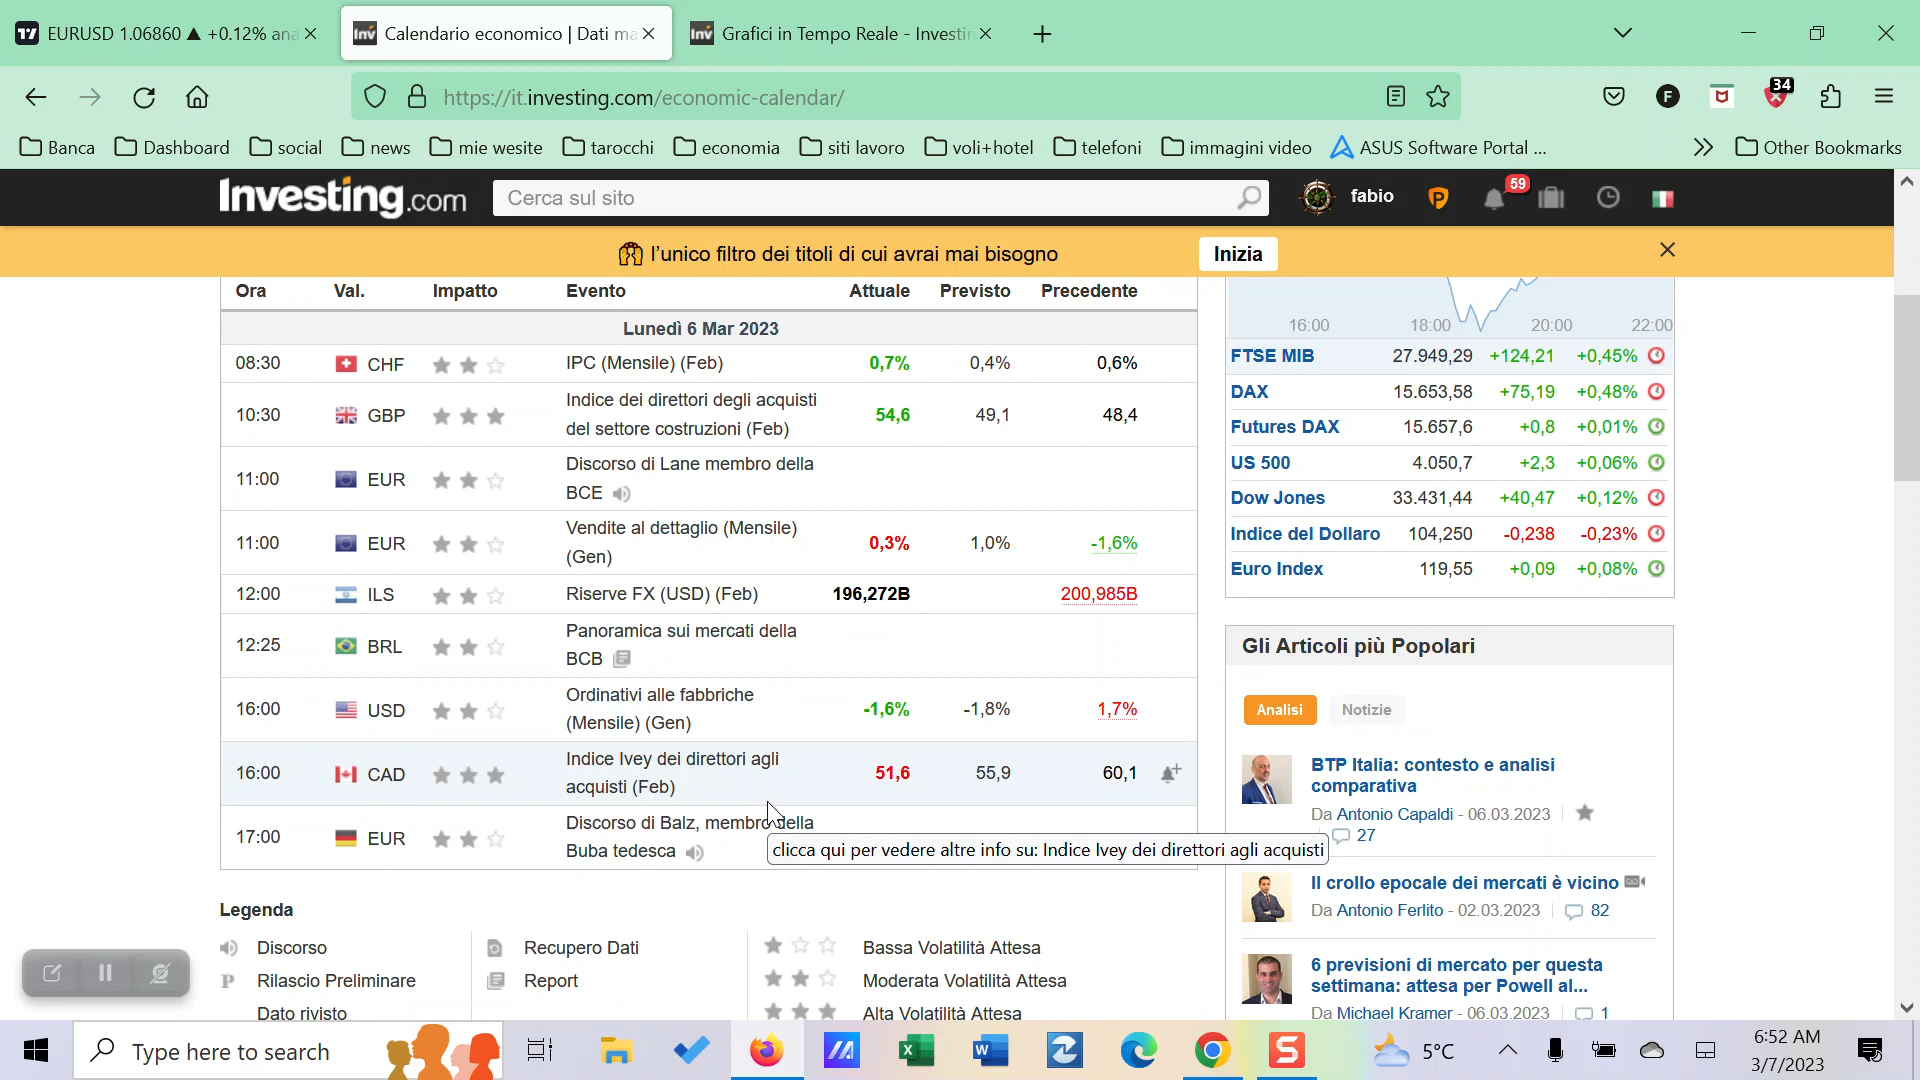 EURUSD 1.06860 ▲ +0.12% ana
Calendario economico | Dati ma
Grafici in Tempo Reale - Investin
https://it.investing.com/economic-calendar/
F
34
Banca
Dashboard
social
news
mie wesite
tarocchi
economia
siti lavoro
voli+hotel
telefoni
immagini video
ASUS Software Portal ...
Other Bookmarks
Investing.com
Cerca sul sito
fabio
59
l'unico filtro dei titoli di cui avrai mai bisogno
Inizia
Ora Val. Impatto Evento Attuale Previsto Precedente
Lunedì 6 Mar 2023
08:30 CHF IPC (Mensile) (Feb) 0,7% 0,4% 0,6%
10:30 GBP Indice dei direttori degli acquisti 54,6 49,1 48,4
del settore costruzioni (Feb)
11:00 EUR Discorso di Lane membro della
BCE
11:00 EUR Vendite al dettaglio (Mensile) 0,3% 1,0% -1,6%
(Gen)
12:00 ILS Riserve FX (USD) (Feb) 196,272B 200,985B
12:25 BRL Panoramica sui mercati della
BCB
16:00 USD Ordinativi alle fabbriche -1,6% -1,8% 1,7%
(Mensile) (Gen)
16:00 CAD Indice Ivey dei direttori agli 51,6 55,9 60,1
acquisti (Feb)
17:00 EUR Discorso di Balz, membro della
Buba tedesca
clicca qui per vedere altre info su: Indice Ivey dei direttori agli acquisti
Legenda
Discorso
Recupero Dati
Bassa Volatilità Attesa
P Rilascio Preliminare
Report
Moderata Volatilità Attesa
Dato rivisto
Alta Volatilità Attesa
16:00 18:00 20:00 22:00
FTSE MIB 27.949,29 +124,21 +0,45%
DAX 15.653,58 +75,19 +0,48%
Futures DAX 15.657,6 +0,8 +0,01%
US 500 4.050,7 +2,3 +0,06%
Dow Jones 33.431,44 +40,47 +0,12%
Indice del Dollaro 104,250 -0,238 -0,23%
Euro Index 119,55 +0,09 +0,08%
Gli Articoli più Popolari
Analisi
Notizie
BTP Italia: contesto e analisi
comparativa
Da Antonio Capaldi - 06.03.2023
27
Il crollo epocale dei mercati è vicino
Da Antonio Ferlito - 02.03.2023 82
6 previsioni di mercato per questa
settimana: attesa per Powell al...
Da Michael Kramer - 06.03.2023 1
Type here to search
5°C
6:52 AM
3/7/2023